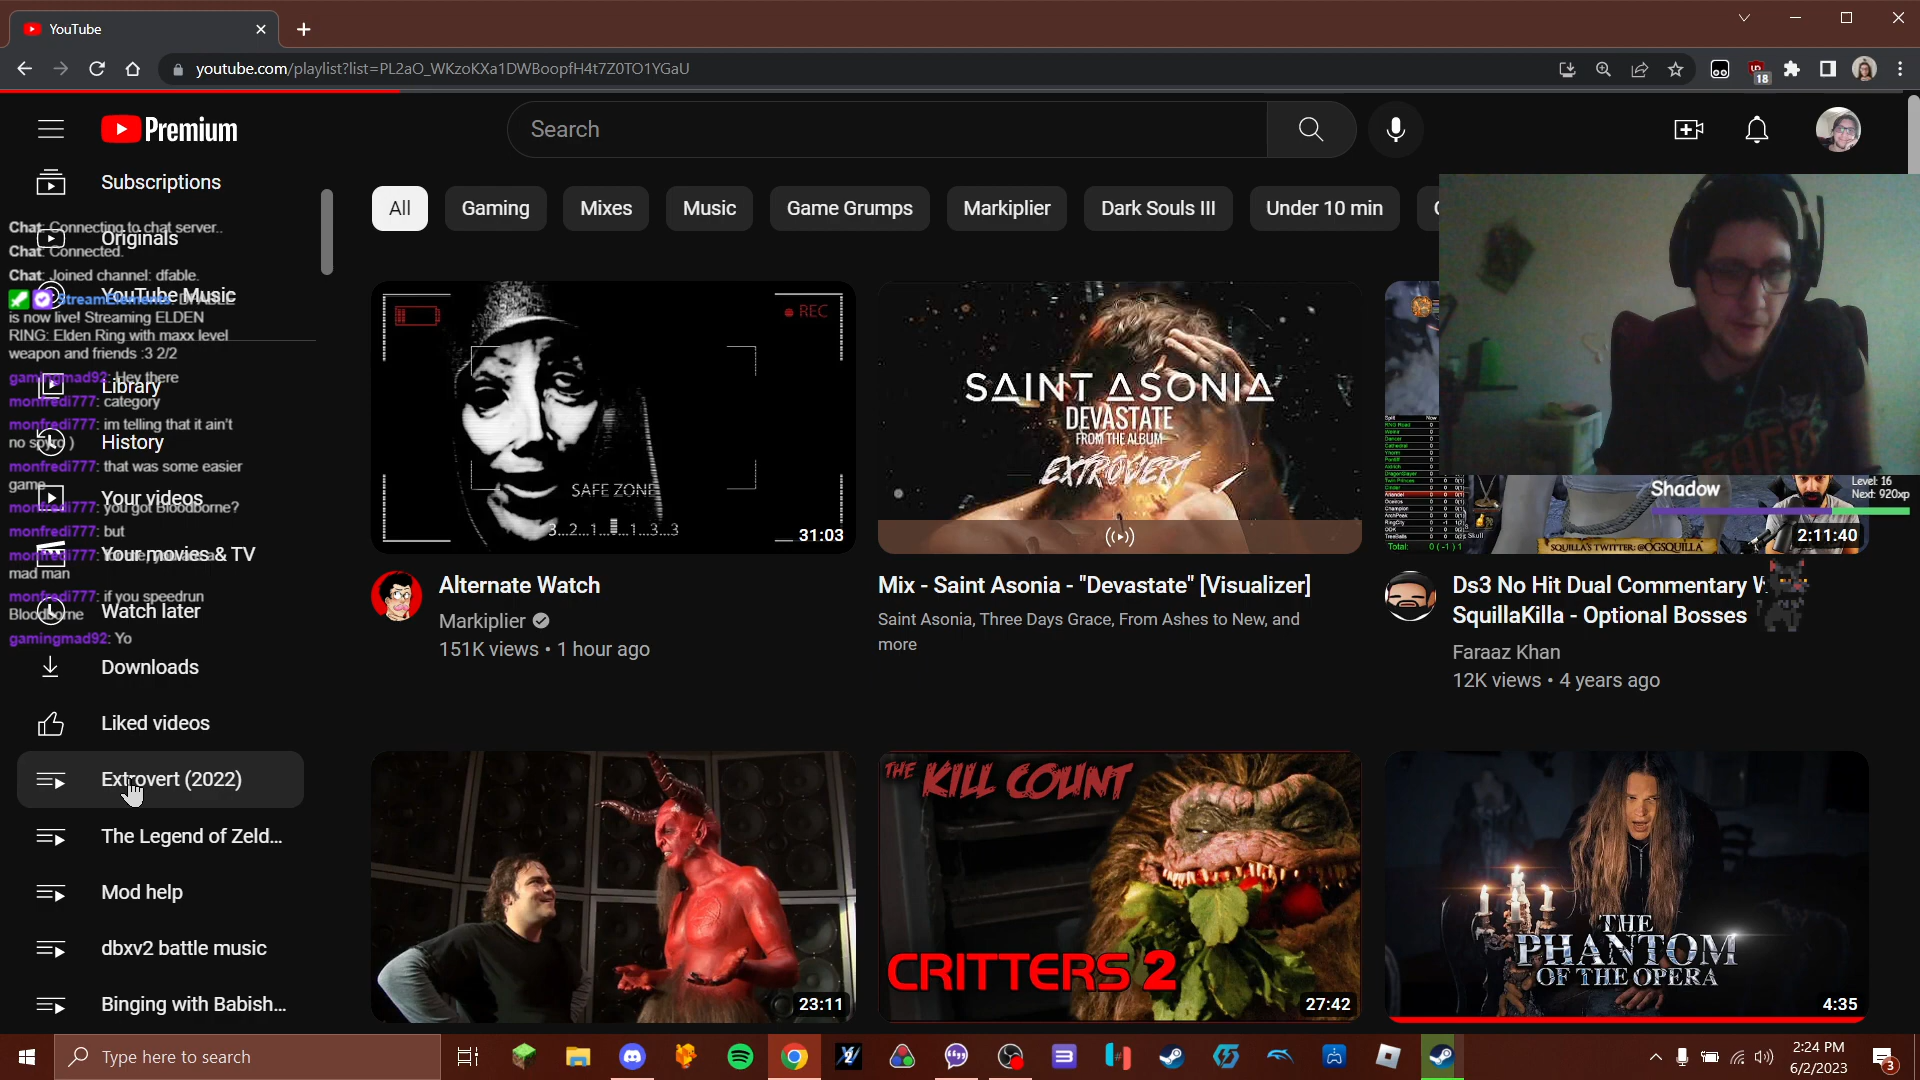 YouTube
youtube.com/playlist?list=PL2aO_WKzoKXa1DWBoopfH4t7Z0TO1YGaU
18
Premium
Search
Subscriptions
Originals
YouTube Music
Library
History
Your videos
Your movies & TV
Watch later
Downloads
Liked videos
Extrovert (2022)
The Legend of Zeld...
Mod help
dbxv2 battle music
Binging with Babish...
Chat: Connecting to chat server..
Chat: Connected.
Chat: Joined channel: dfable.
StreamElements: DFABLE
is now live! Streaming ELDEN
RING: Elden Ring with maxx level
weapon and friends :3 2/2
gamingmad92: Hey there
monfredi777: category
monfredi777: im telling that it ain't
no spyro )
monfredi777: that was some easier
game
monfredi777: you got Bloodborne?
monfredi777: but
mad man
monfredi777: if you speedrun
Bloodborne
gamingmad92: Yo
All
Gaming
Mixes
Music
Game Grumps
Markiplier
Dark Souls III
Under 10 min
REC
SAFE ZONE
31:03
Alternate Watch
Markiplier
151K views • 1 hour ago
SAINT ASONIA
DEVASTATE
FROM THE ALBUM
EXTROVERT
Mix - Saint Asonia - "Devastate" [Visualizer]
Saint Asonia, Three Days Grace, From Ashes to New, and
more
Shadow
Level: 16
Next: 920xp
SQUILLA'S TWITTER: @OGSQUILLA
2:11:40
Ds3 No Hit Dual Commentary W
SquillaKilla - Optional Bosses
Faraaz Khan
12K views • 4 years ago
23:11
THE KILL COUNT
CRITTERS 2
27:42
THE
PHANTOM
OF THE OPERA
4:35
Type here to search
2:24 PM
6/2/2023
3